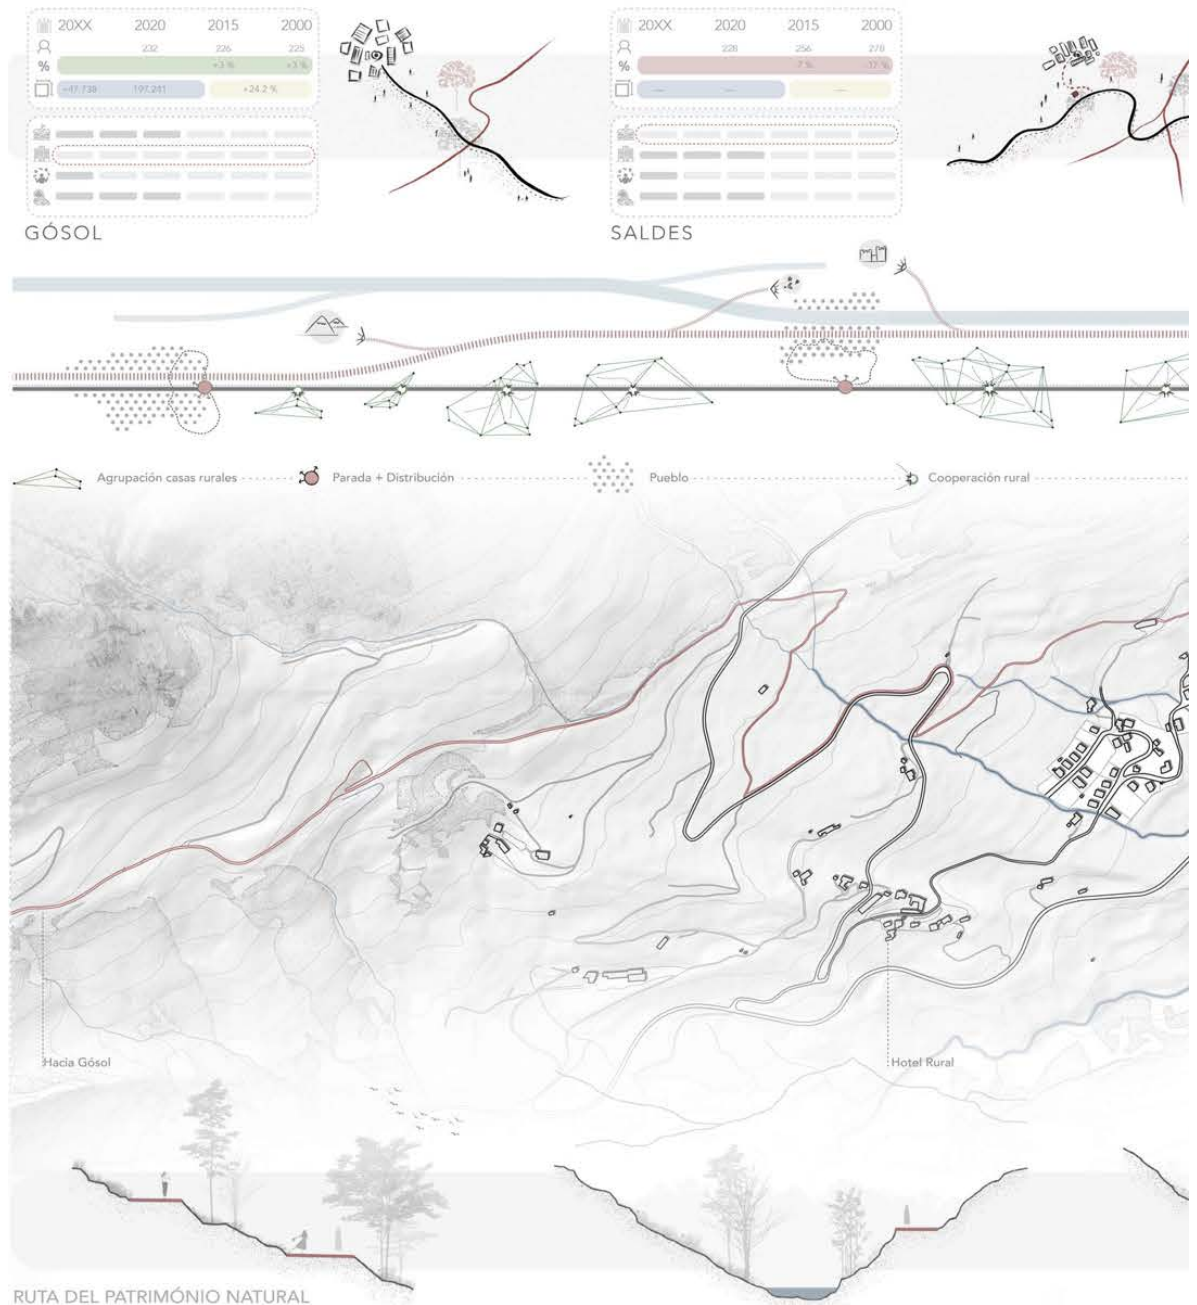 20XX 2020 2015 2000
232 226 225
% +3 % +3 %
-47.738 197.241 +24.2 %
GÓSOL
20XX 2020 2015 2000
228 256 278
% 7 % -37 %
— — —
SALDES
Agrupación casas rurales
Parada + Distribución
Pueblo
Cooperación rural
Hacia Gósol
Hotel Rural
RUTA DEL PATRIMÓNIO NATURAL